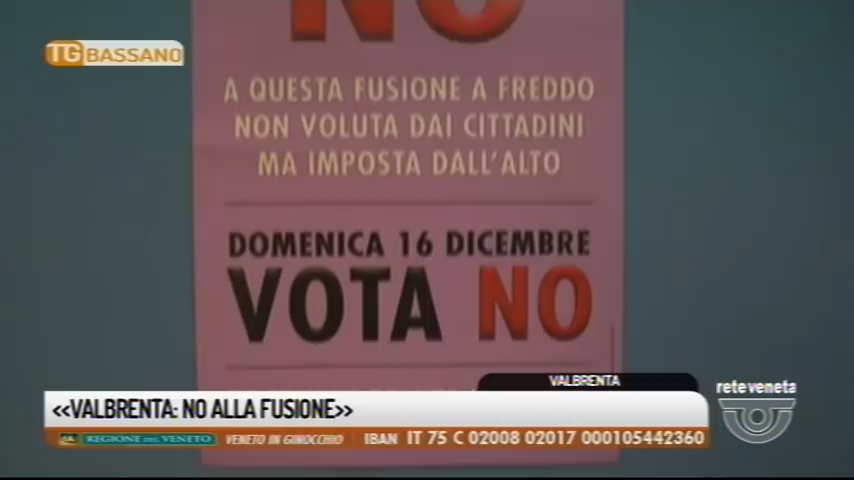 NO
TG BASSANO
A QUESTA FUSIONE A FREDDO
NON VOLUTA DAI CITTADINI
MA IMPOSTA DALL'ALTO
DOMENICA 16 DICEMBRE
VOTA NO
VALBRENTA
rete veneta
<<VALBRENTA: NO ALLA FUSIONE>>
REGIONE DEL VENETO VENETO IN GINOCCHIO IBAN IT 75 C 02008 02017 000105442360